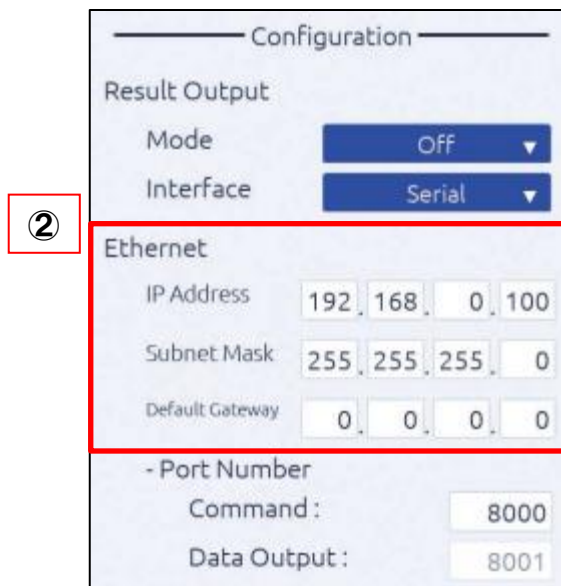 Configuration
Result Output
Mode Off ▼
Interface Serial ▼
②
Ethernet
IP Address 192. 168. 0. 100
Subnet Mask 255. 255. 255. 0
Default Gateway 0. 0. 0. 0
- Port Number
Command : 8000
Data Output : 8001